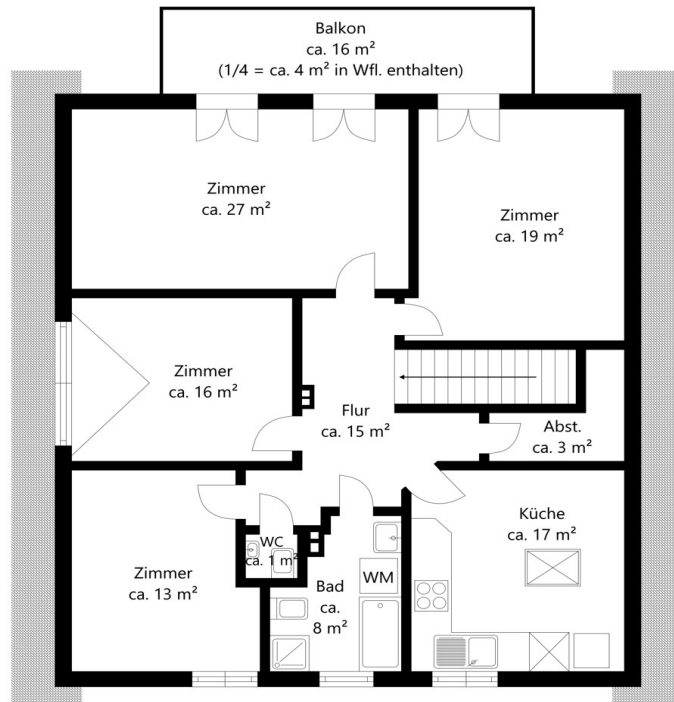 Balkon
ca. 16 m²
(1/4 = ca. 4 m² in Wfl. enthalten)
Zimmer
ca. 27 m²
Zimmer
ca. 19 m²
Zimmer
ca. 16 m²
Flur
ca. 15 m²
Abst.
ca. 3 m²
Küche
ca. 17 m²
WC
ca. 1 m²
Zimmer
ca. 13 m²
Bad
ca.
8 m²
WM